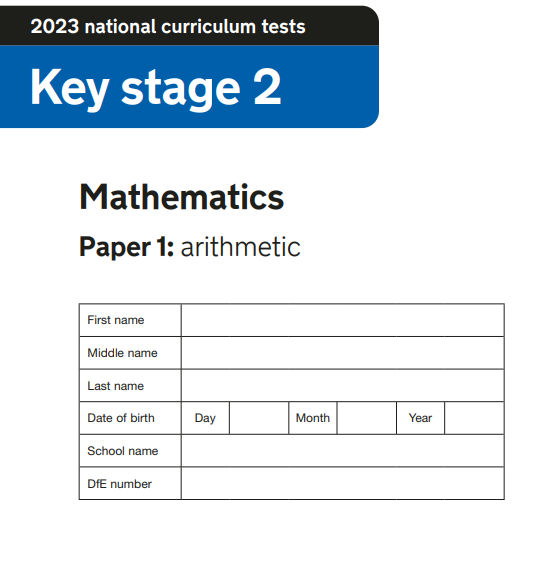 2023 national curriculum tests
Key stage 2
Mathematics
Paper 1: arithmetic
First name
Middle name
Last name
Date of birth Day Month Year
School name
DfE number